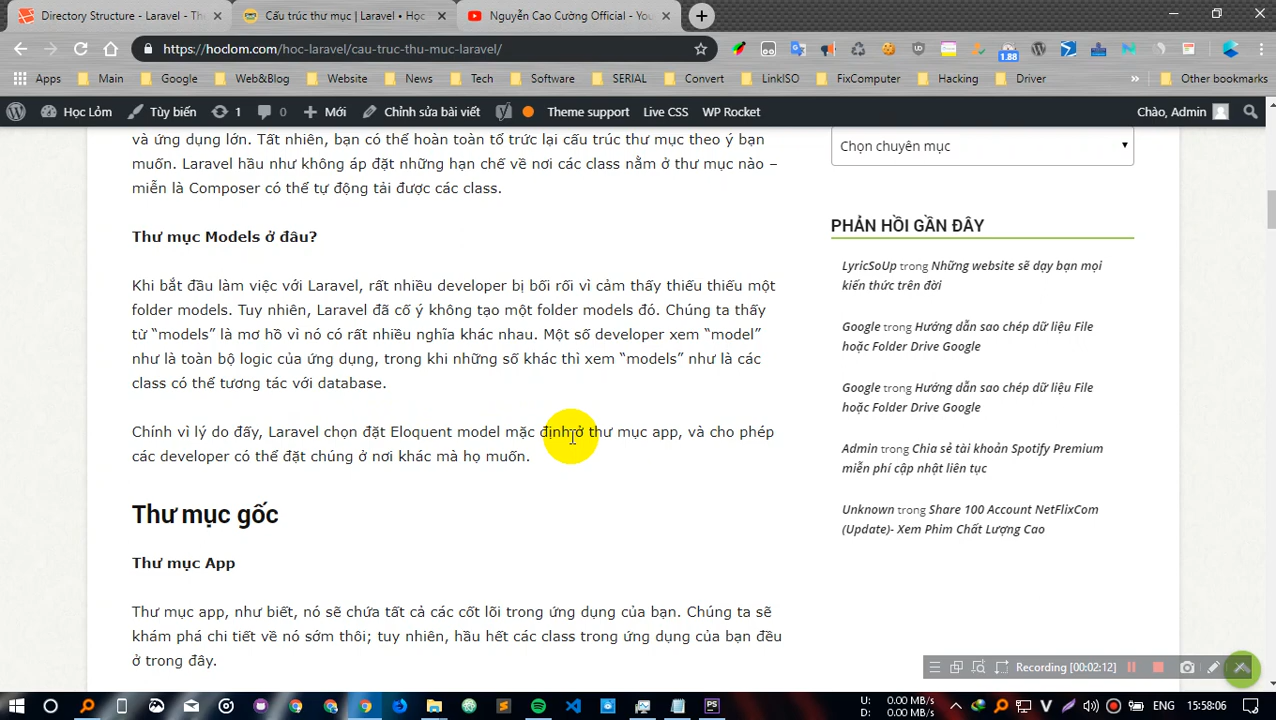 Directory Structure - Laravel - Th
Cấu trúc thư mục | Laravel • Học
Nguyễn Cao Cường Official - You
https://hoclom.com/hoc-laravel/cau-truc-thu-muc-laravel/
1.88
Apps
Main
Google
Web&Blog
Website
News
Tech
Software
SERIAL
Convert
LinkISO
FixComputer
Hacking
Driver
Other bookmarks
Học Lỏm
Tùy biến
1
0
Mới
Chỉnh sửa bài viết
Theme support
Live CSS
WP Rocket
Chào, Admin
và ứng dụng lớn. Tất nhiên, bạn có thể hoàn toàn tổ trức lại cấu trúc thư mục theo ý bạn
muốn. Laravel hầu như không áp đặt những hạn chế về nơi các class nằm ở thư mục nào –
miễn là Composer có thể tự động tải được các class.
Thư mục Models ở đâu?
Khi bắt đầu làm việc với Laravel, rất nhiều developer bị bối rối vì cảm thấy thiếu thiếu một
folder models. Tuy nhiên, Laravel đã cố ý không tạo một folder models đó. Chúng ta thấy
từ “models” là mơ hồ vì nó có rất nhiều nghĩa khác nhau. Một số developer xem “model”
như là toàn bộ logic của ứng dụng, trong khi những số khác thì xem “models” như là các
class có thể tương tác với database.
Chính vì lý do đấy, Laravel chọn đặt Eloquent model mặc định ở thư mục app, và cho phép
các developer có thể đặt chúng ở nơi khác mà họ muốn.
Thư mục gốc
Thư mục App
Thư mục app, như biết, nó sẽ chứa tất cả các cốt lõi trong ứng dụng của bạn. Chúng ta sẽ
khám phá chi tiết về nó sớm thôi; tuy nhiên, hầu hết các class trong ứng dụng của bạn đều
ở trong đây.
Chọn chuyên mục
PHẢN HỒI GẦN ĐÂY
LyricSoUp trong Những website sẽ dạy bạn mọi
kiến thức trên đời
Google trong Hướng dẫn sao chép dữ liệu File
hoặc Folder Drive Google
Google trong Hướng dẫn sao chép dữ liệu File
hoặc Folder Drive Google
Admin trong Chia sẻ tài khoản Spotify Premium
miễn phí cập nhật liên tục
Unknown trong Share 100 Account NetFlixCom
(Update)- Xem Phim Chất Lượng Cao
Recording [00:02:12]
U: 0.00 MB/s
D: 0.00 MB/s
ENG
15:58:06